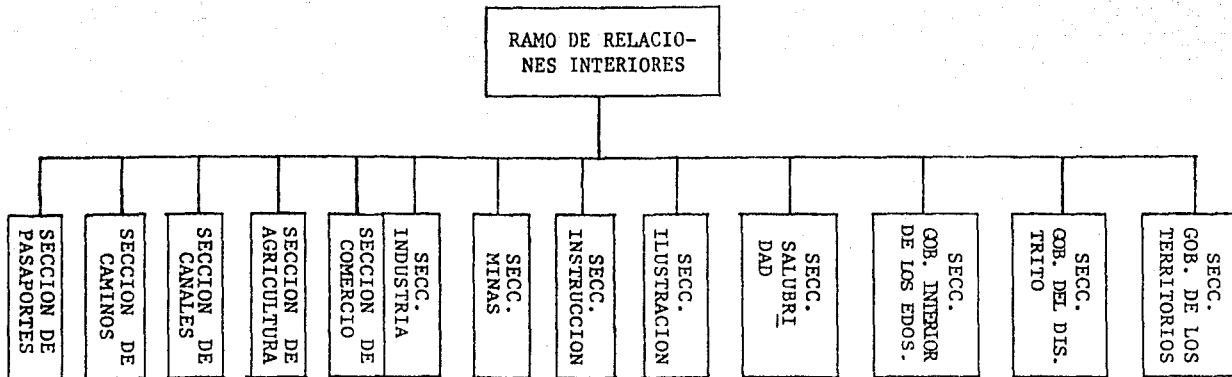 RAMO DE RELACIO-
NES INTERIORES
SECCION DE
PASAPORTES
SECCION DE
CAMINOS
SECCION DE
CANALES
SECCION DE
AGRICULTURA
SECCION DE
COMERCIO
SECC.
INDUSTRIA
SECC.
MINAS
SECC.
INSTRUCCION
SECC.
ILUSTRACION
SECC.
SALUBRI
DAD
SECC.
GOB. INTERIOR
DE LOS EDOS.
SECC.
GOB. DEL DIS.
TRITO
SECC.
GOB. DE LOS
TERRITORIOS